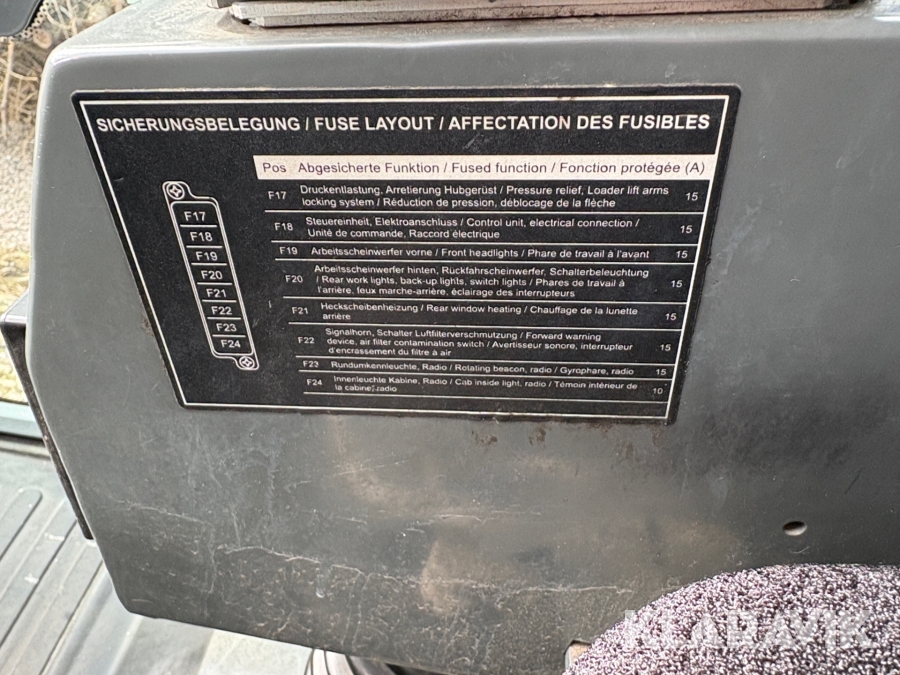 SICHERUNGSBELEGUNG / FUSE LAYOUT / AFFECTATION DES FUSIBLES
Pos Abgesicherte Funktion / Fused function / Fonction protégée (A)
F17 Druckentlastung, Arretierung Hubgerüst / Pressure relief, Loader lift arms
locking system / Réduction de pression, déblocage de la flèche 15
F18 Steuereinheit, Elektroanschluss / Control unit, electrical connection /
Unité de commande, Raccord électrique 15
F19 Arbeitsscheinwerfer vorne / Front headlights / Phare de travail à l'avant 15
F20 Arbeitsscheinwerfer hinten, Rückfahrscheinwerfer, Schalterbeleuchtung
/ Rear work lights, back-up lights, switch lights / Phares de travail à
l'arrière, feux marche-arrière, éclairage des interrupteurs 15
F21 Heckscheibenheizung / Rear window heating / Chauffage de la lunette
arrière 15
F22 Signalhorn, Schalter Luftfilterverschmutzung / Forward warning
device, air filter contamination switch / Avertisseur sonore, interrupteur
d'encrassement du filtre à air 15
F23 Rundumkennleuchte, Radio / Rotating beacon, radio / Gyrophare, radio 15
F24 Innenleuchte Kabine, Radio / Cab inside light, radio / Témoin intérieur de
la cabine, radio 10
F17
F18
F19
F20
F21
F22
F23
F24
KLARAVIK